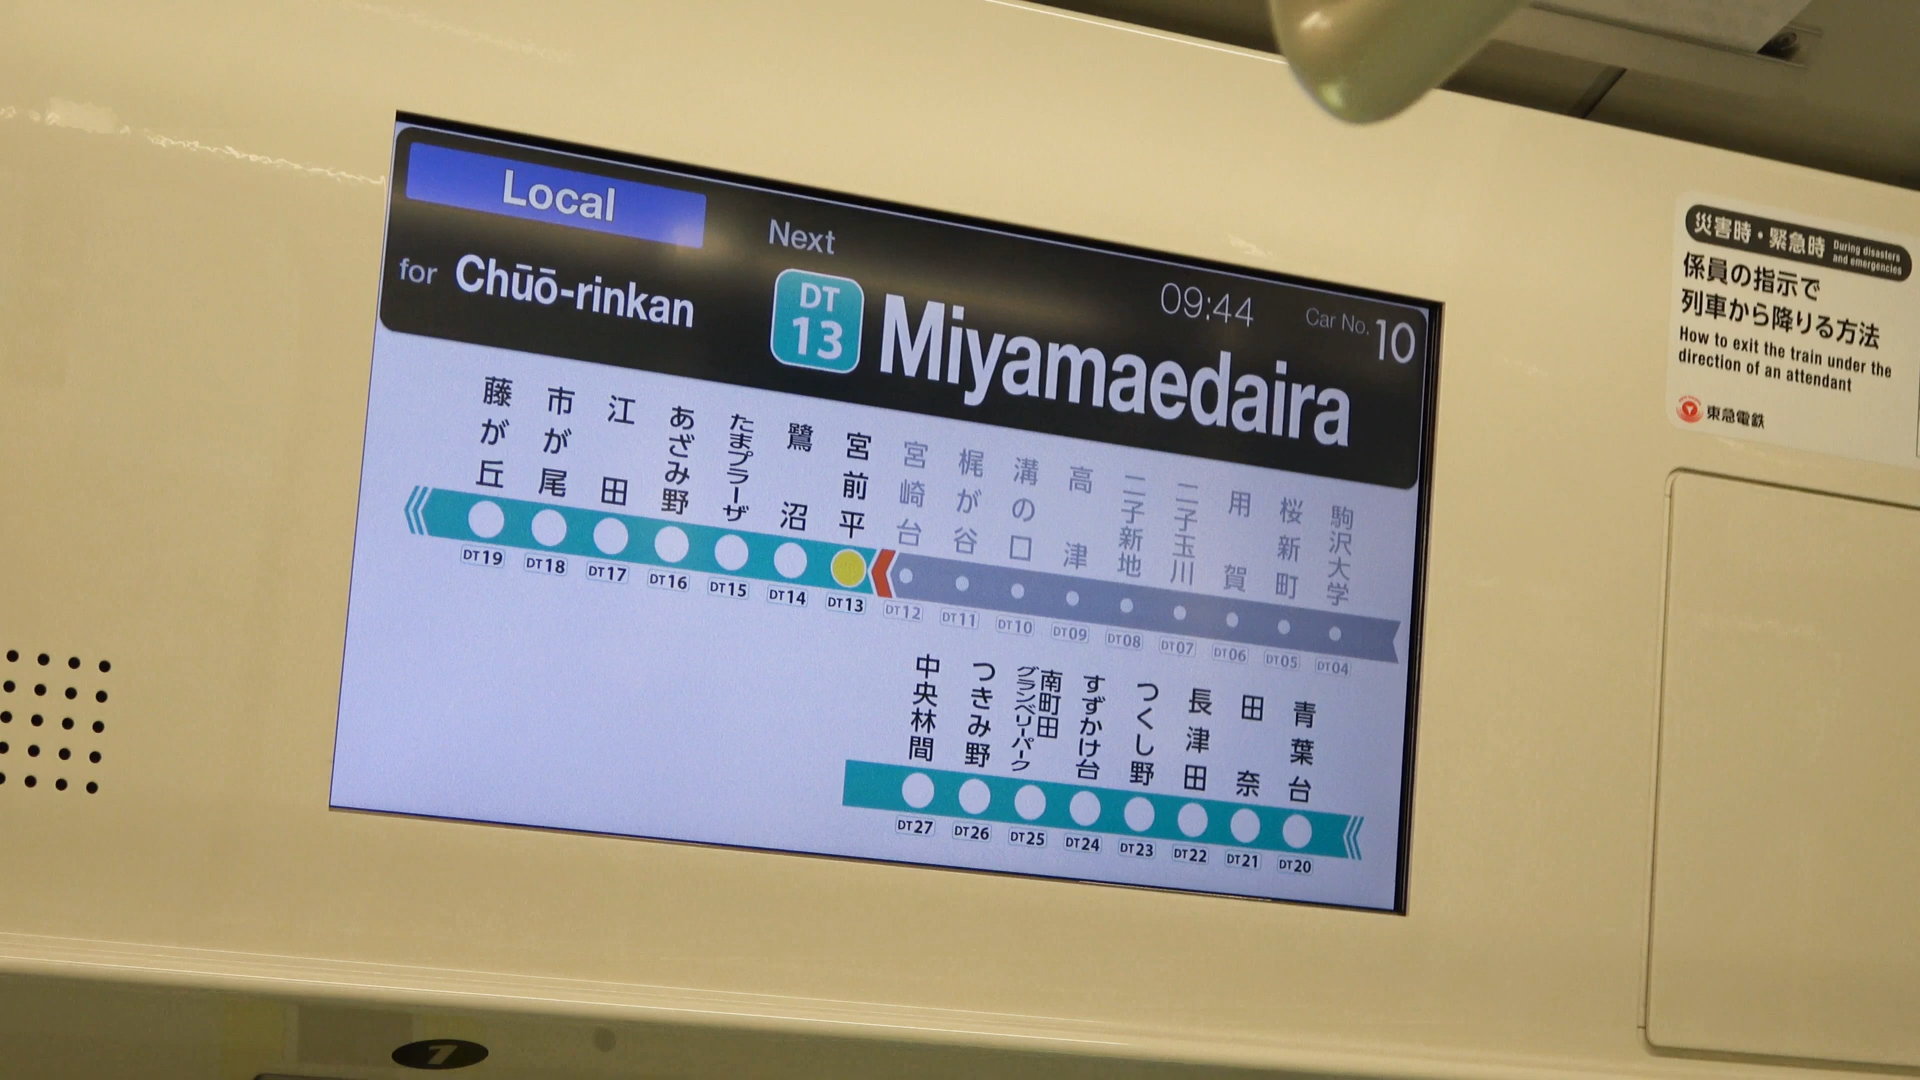 Local
Next
for Chūō-rinkan
DT
13
Miyamaedaira
09:44
Car No. 10
藤が丘
市が尾
江田
あざみ野
たまプラーザ
鷺沼
宮前平
宮崎台
梶が谷
溝の口
高津
二子新地
二子玉川
用賀
桜新町
駒沢大学
DT19
DT18
DT17
DT16
DT15
DT14
DT13
DT12
DT11
DT10
DT09
DT08
DT07
DT06
DT05
DT04
中央林間
つきみ野
南町田
グランベリーパーク
すずかけ台
つくし野
長津田
田奈
青葉台
DT27
DT26
DT25
DT24
DT23
DT22
DT21
DT20
災害時・緊急時 During disasters
and emergencies
係員の指示で
列車から降りる方法
How to exit the train under the
direction of an attendant
東急電鉄
7